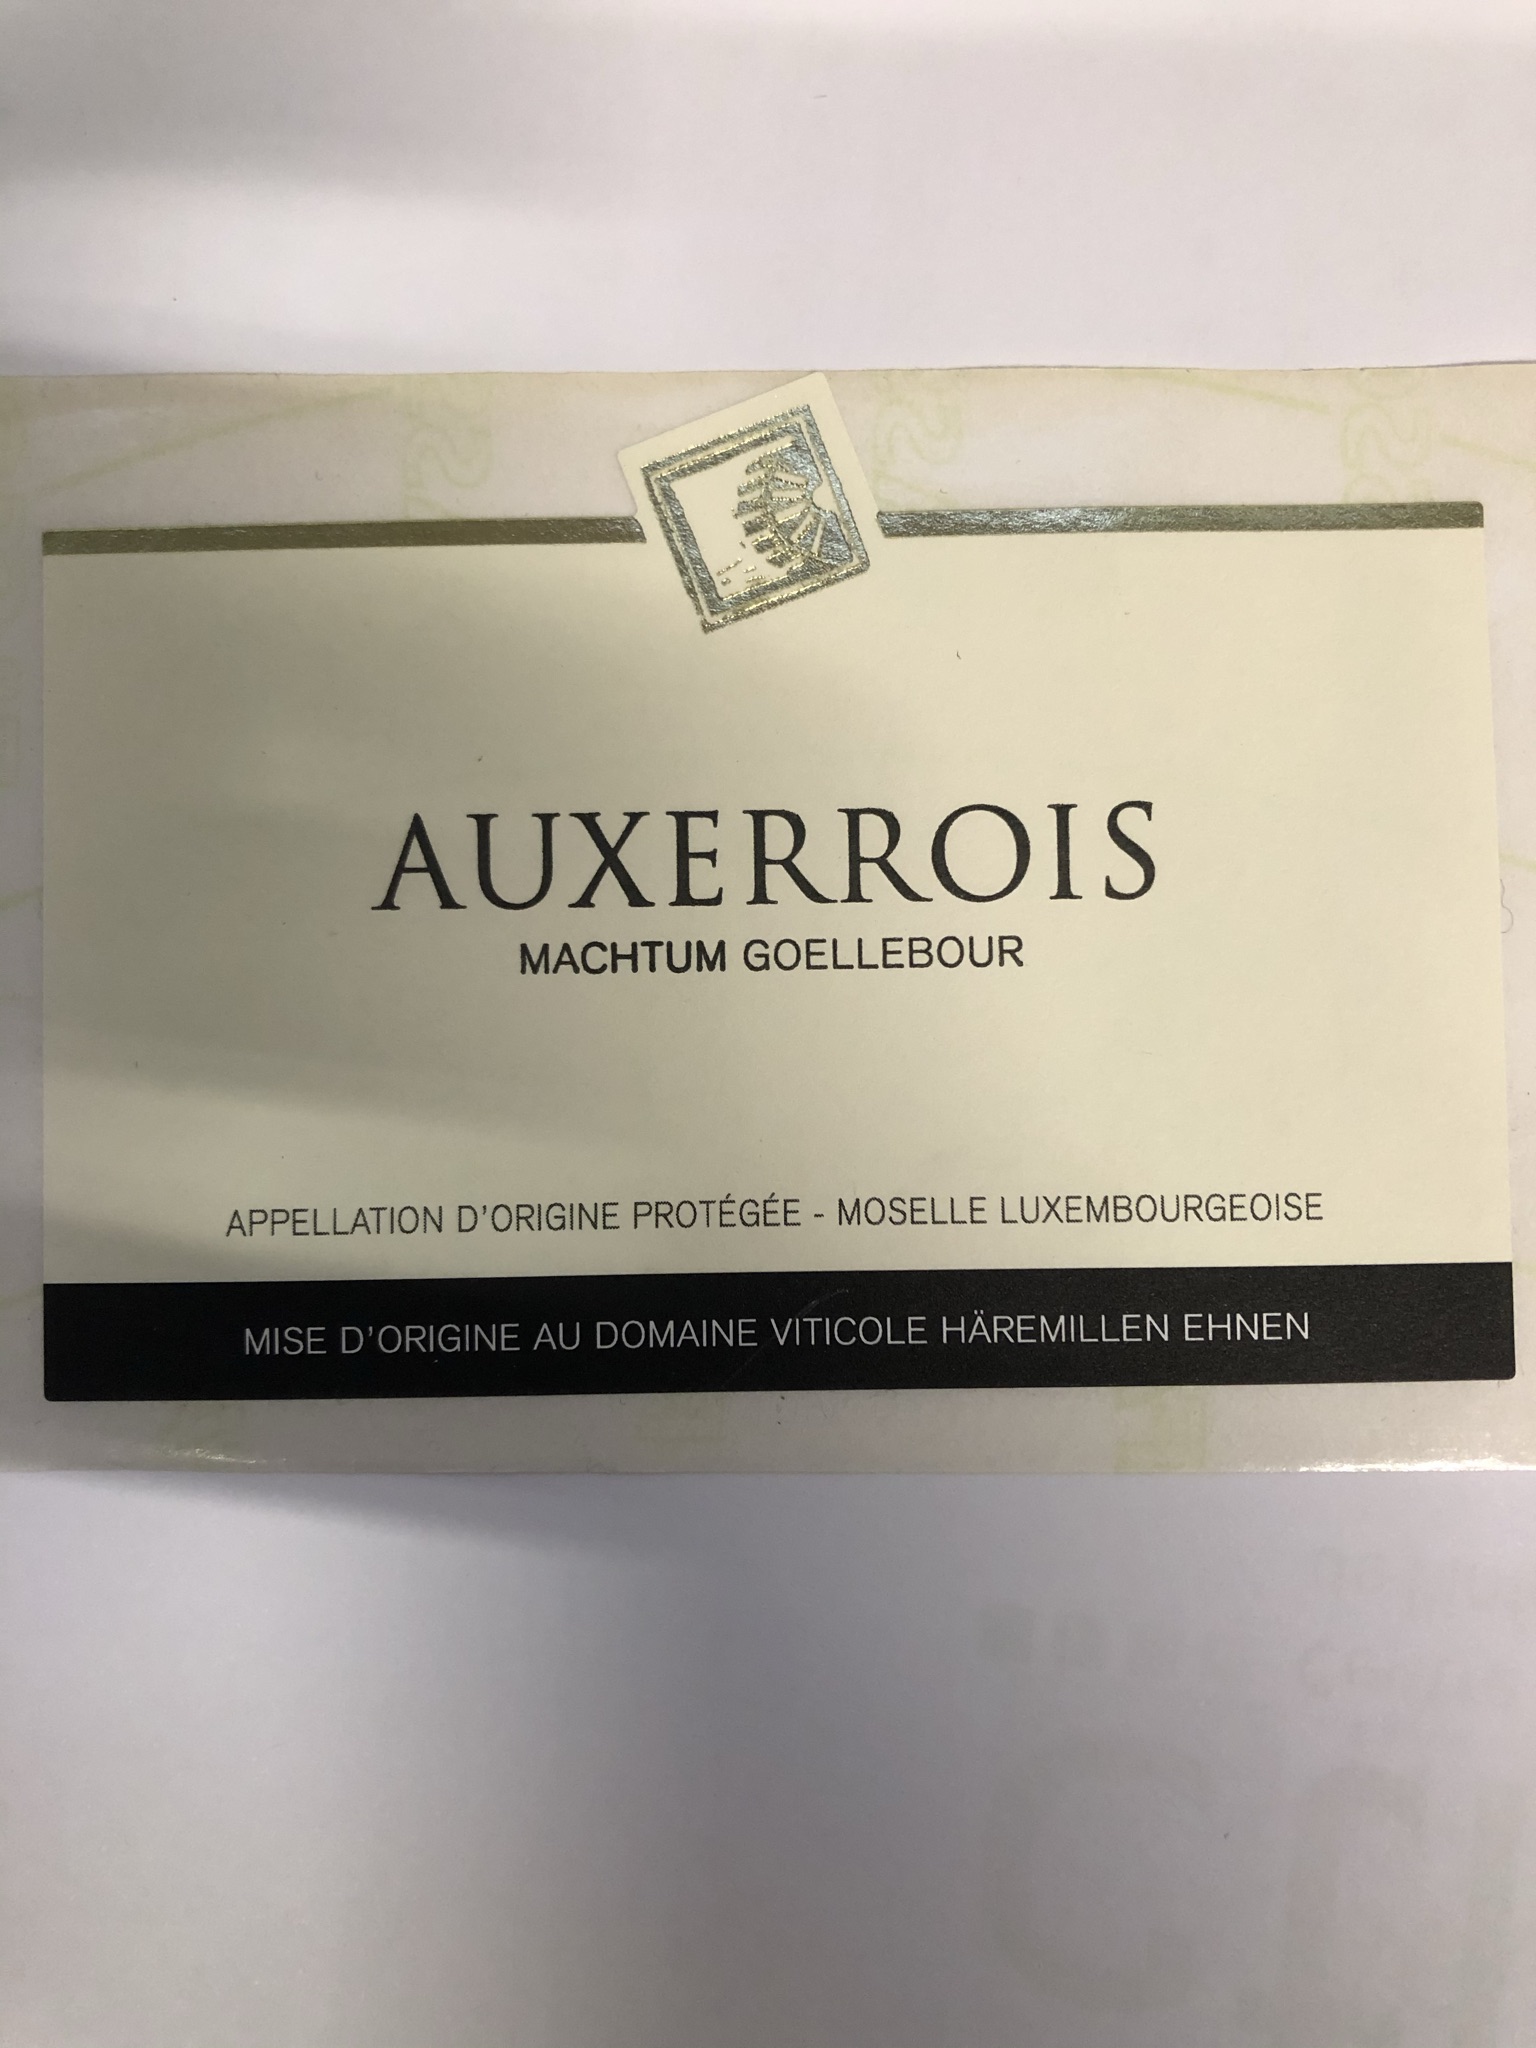 AUXERROIS
MACHTUM GOELLEBOUR
APPELLATION D'ORIGINE PROTÉGÉE - MOSELLE LUXEMBOURGEOISE
MISE D'ORIGINE AU DOMAINE VITICOLE HÄREMILLEN EHNEN